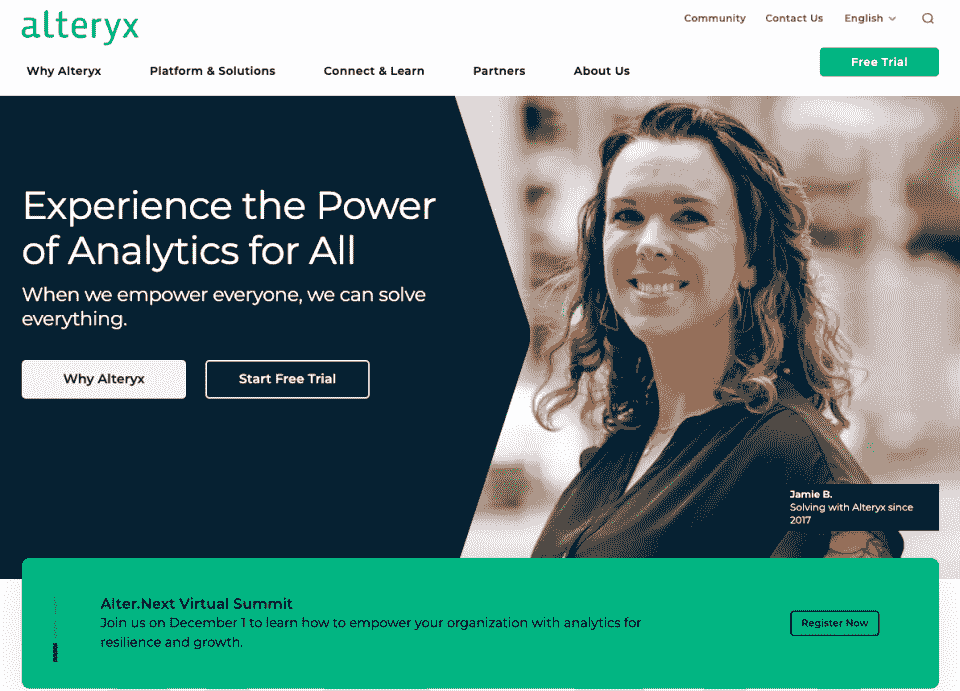 alteryx
Community
Contact Us
English
Why Alteryx
Platform & Solutions
Connect & Learn
Partners
About Us
Free Trial
Experience the Power
of Analytics for All
When we empower everyone, we can solve
everything.
Why Alteryx
Start Free Trial
Jamie B.
Solving with Alteryx since
2017
Alter.Next Virtual Summit
Join us on December 1 to learn how to empower your organization with analytics for
resilience and growth.
Register Now